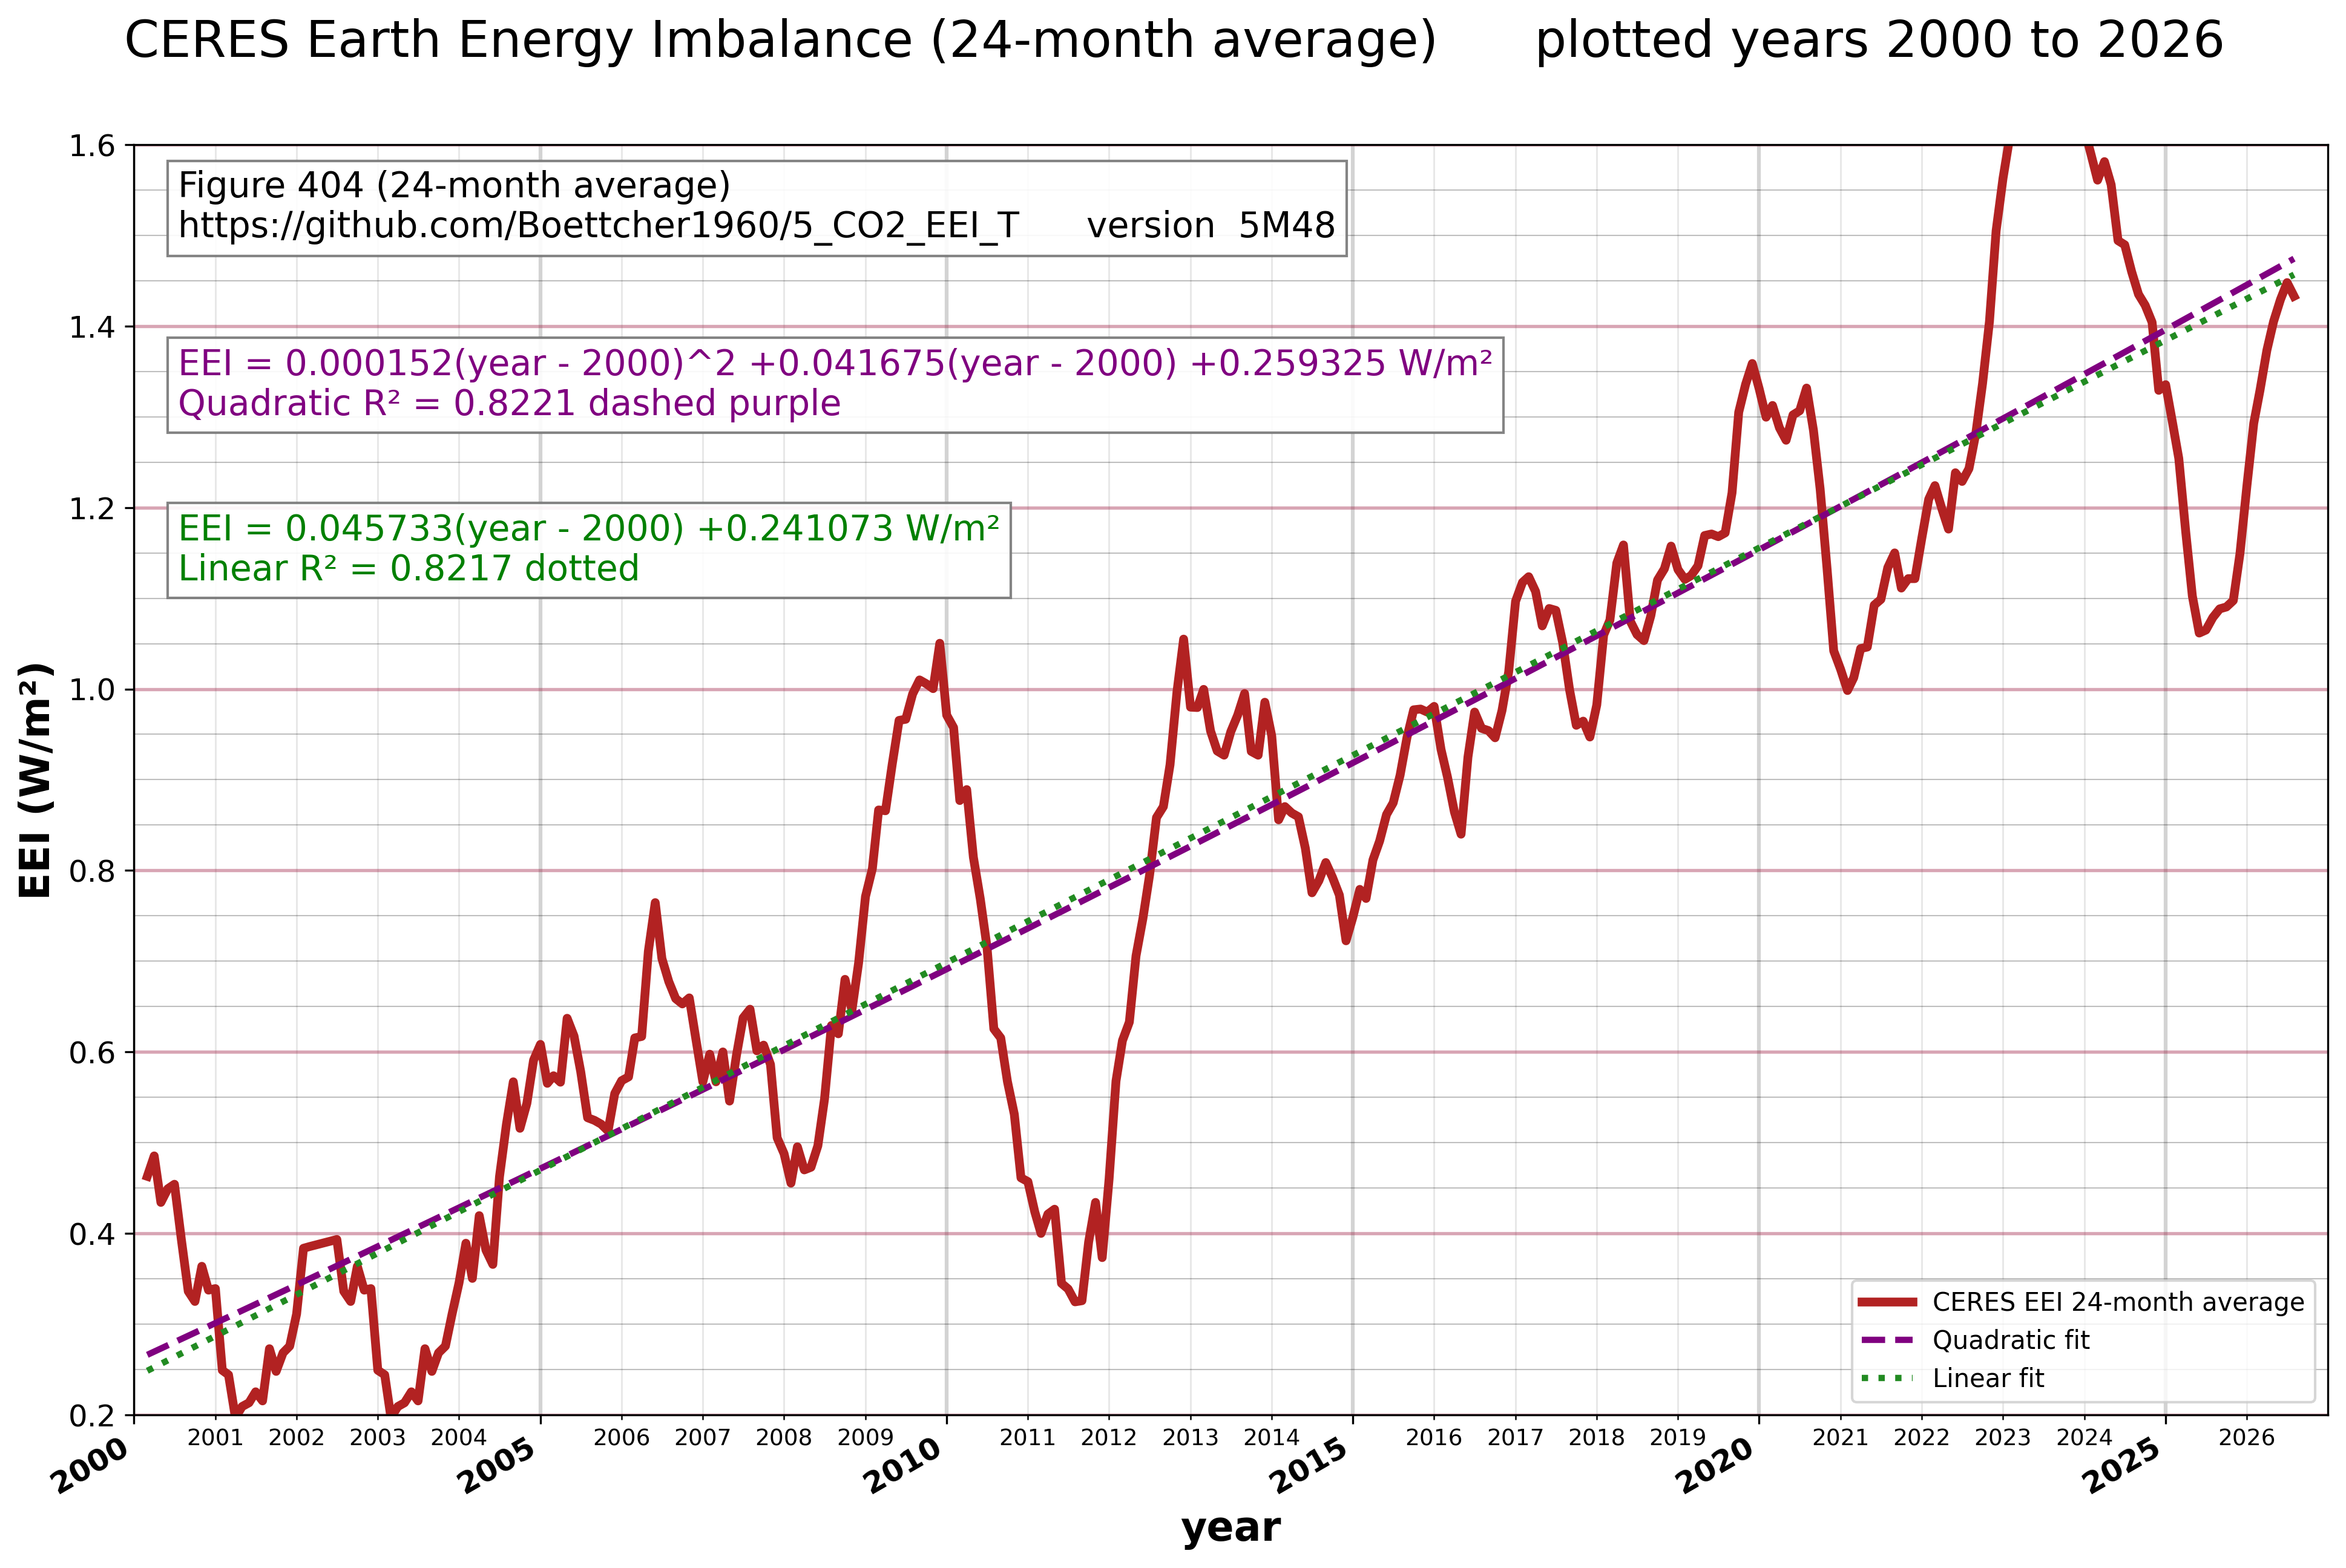 CERES Earth Energy Imbalance (24-month average) plotted years 2000 to 2026
1.6
Figure 404 (24-month average)
https://github.com/Boettcher1960/5_CO2_EEI_T version 5M48
1.4
EEI = 0.000152(year - 2000)^2 +0.041675(year - 2000) +0.259325 W/m²
Quadratic R² = 0.8221 dashed purple
1.2
EEI = 0.045733(year - 2000) +0.241073 W/m²
Linear R² = 0.8217 dotted
1.0
EEI (W/m²)
0.8
0.6
0.4
CERES EEI 24-month average
Quadratic fit
Linear fit
0.2
2000 2001 2002 2003 2004 2005 2006 2007 2008 2009 2010 2011 2012 2013 2014 2015 2016 2017 2018 2019 2020 2021 2022 2023 2024 2025 2026
year